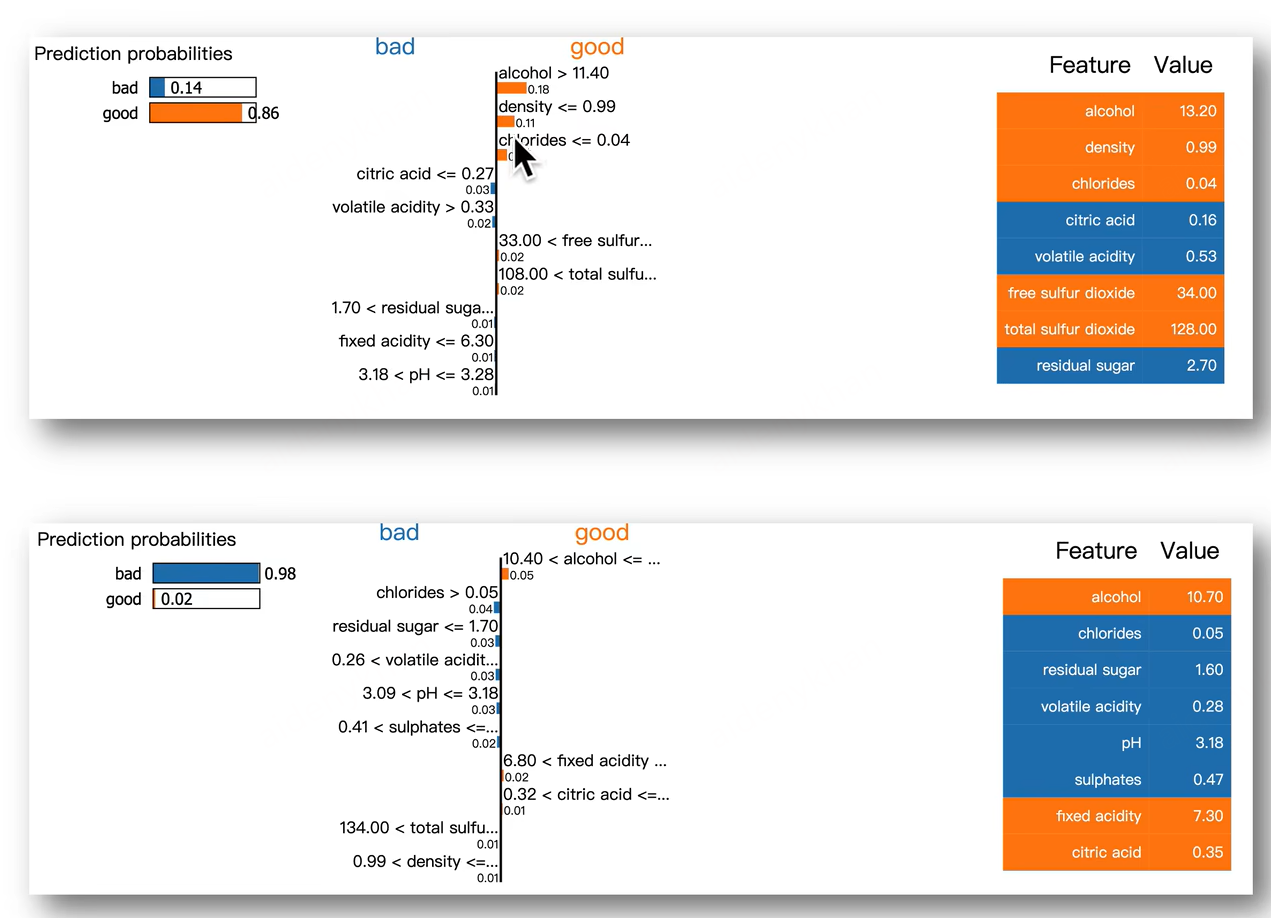 Prediction probabilities
bad 0.14
good 0.86
bad good
alcohol > 11.40
0.18
density <= 0.99
0.11
chlorides <= 0.04
citric acid <= 0.27
0.03
volatile acidity > 0.33
0.02
33.00 < free sulfur...
0.02
108.00 < total sulfu...
0.02
1.70 < residual suga...
0.01
fixed acidity <= 6.30
0.01
3.18 < pH <= 3.28
0.01
Feature Value
alcohol 13.20
density 0.99
chlorides 0.04
citric acid 0.16
volatile acidity 0.53
free sulfur dioxide 34.00
total sulfur dioxide 128.00
residual sugar 2.70
Prediction probabilities
bad 0.98
good 0.02
bad good
10.40 < alcohol <= ...
0.05
chlorides > 0.05
0.04
residual sugar <= 1.70
0.03
0.26 < volatile acidit...
0.03
3.09 < pH <= 3.18
0.03
0.41 < sulphates <=...
0.02
6.80 < fixed acidity ...
0.02
0.32 < citric acid <=...
0.01
134.00 < total sulfu...
0.01
0.99 < density <=...
0.01
Feature Value
alcohol 10.70
chlorides 0.05
residual sugar 1.60
volatile acidity 0.28
pH 3.18
sulphates 0.47
fixed acidity 7.30
citric acid 0.35